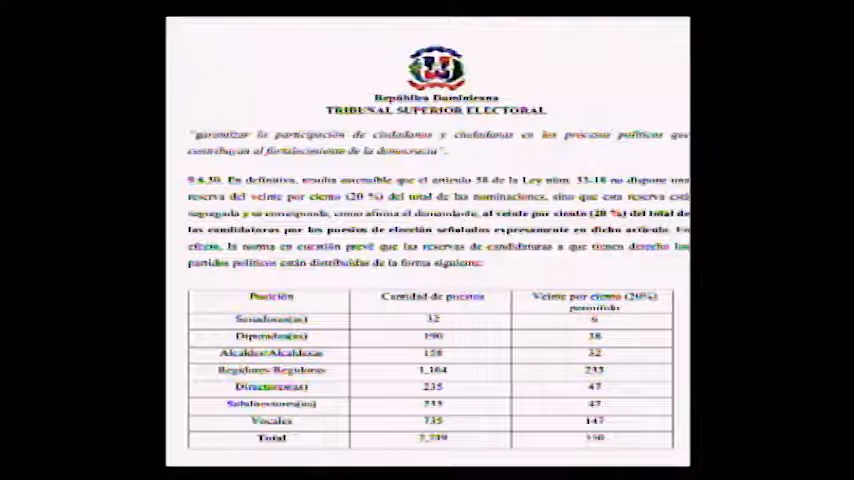 República Dominicana
TRIBUNAL SUPERIOR ELECTORAL
"garantizar la participación de ciudadanos y ciudadanas en los procesos políticos que
contribuyan al fortalecimiento de la democracia".
9.6.30. En definitiva, resulta ostensible que el artículo 58 de la Ley núm. 33-18 no dispone una
reserva del veinte por ciento (20 %) del total de las nominaciones, sino que esta reserva está
segregada y se corresponde, como afirma el demandante, al veinte por ciento (20 %) del total de
las candidaturas por los puestos de elección señalados expresamente en dicho artículo. En
efecto, la norma en cuestión prevé que las reservas de candidaturas a que tienen derecho los
partidos políticos están distribuidas de la forma siguiente:
Posición Cantidad de puestos Veinte por ciento (20%)
permitido
Senadores(as) 32 6
Diputados(as) 190 38
Alcaldes/Alcaldesas 158 32
Regidores/Regidoras 1,164 233
Directores(as) 235 47
Subdirectores(as) 235 47
Vocales 735 147
Total